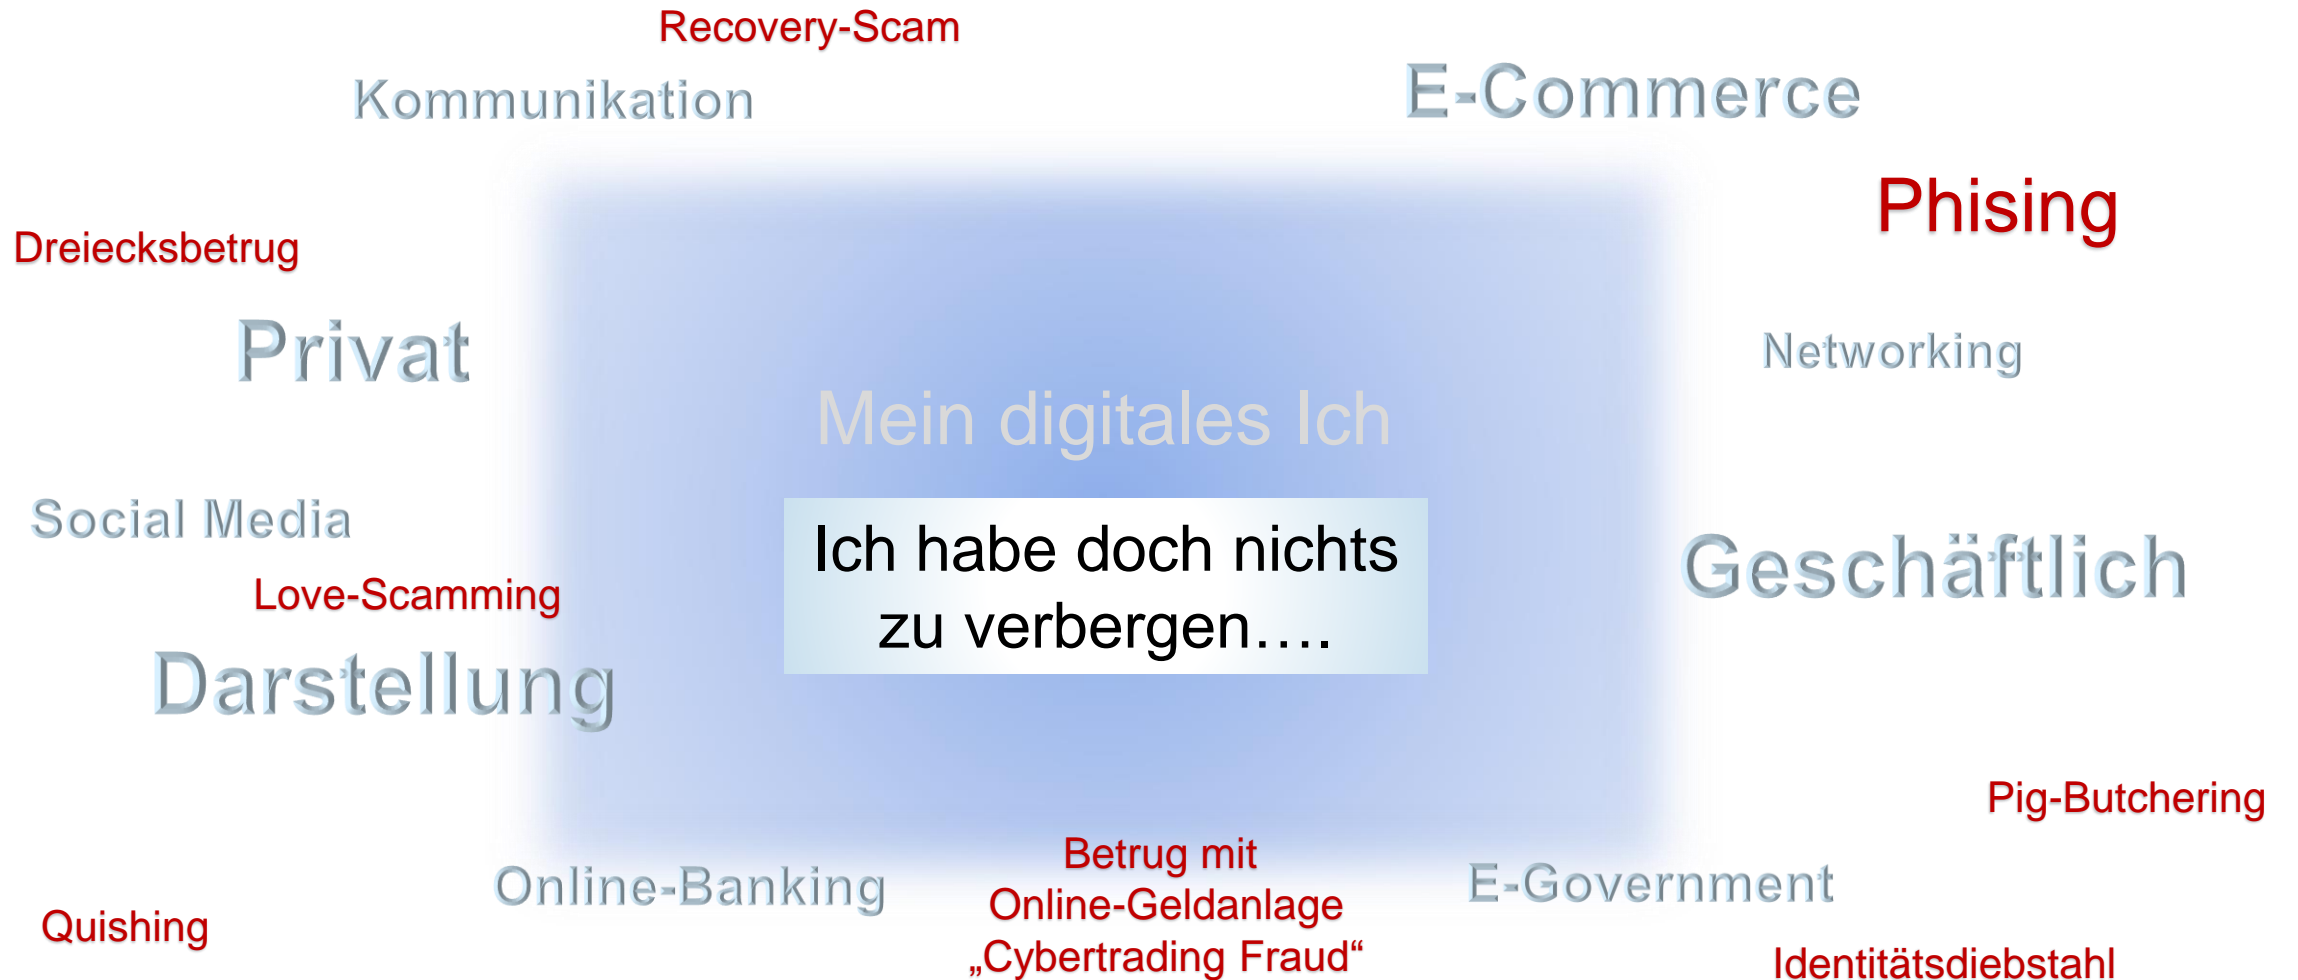 Recovery-Scam
Kommunikation
E-Commerce
Phising
Dreiecksbetrug
Privat
Networking
Mein digitales Ich
Social Media
Ich habe doch nichts
zu verbergen….
Geschäftlich
Love-Scamming
Darstellung
Pig-Butchering
Betrug mit
Online-Geldanlage
„Cybertrading Fraud“
Online-Banking
E-Government
Quishing
Identitätsdiebstahl